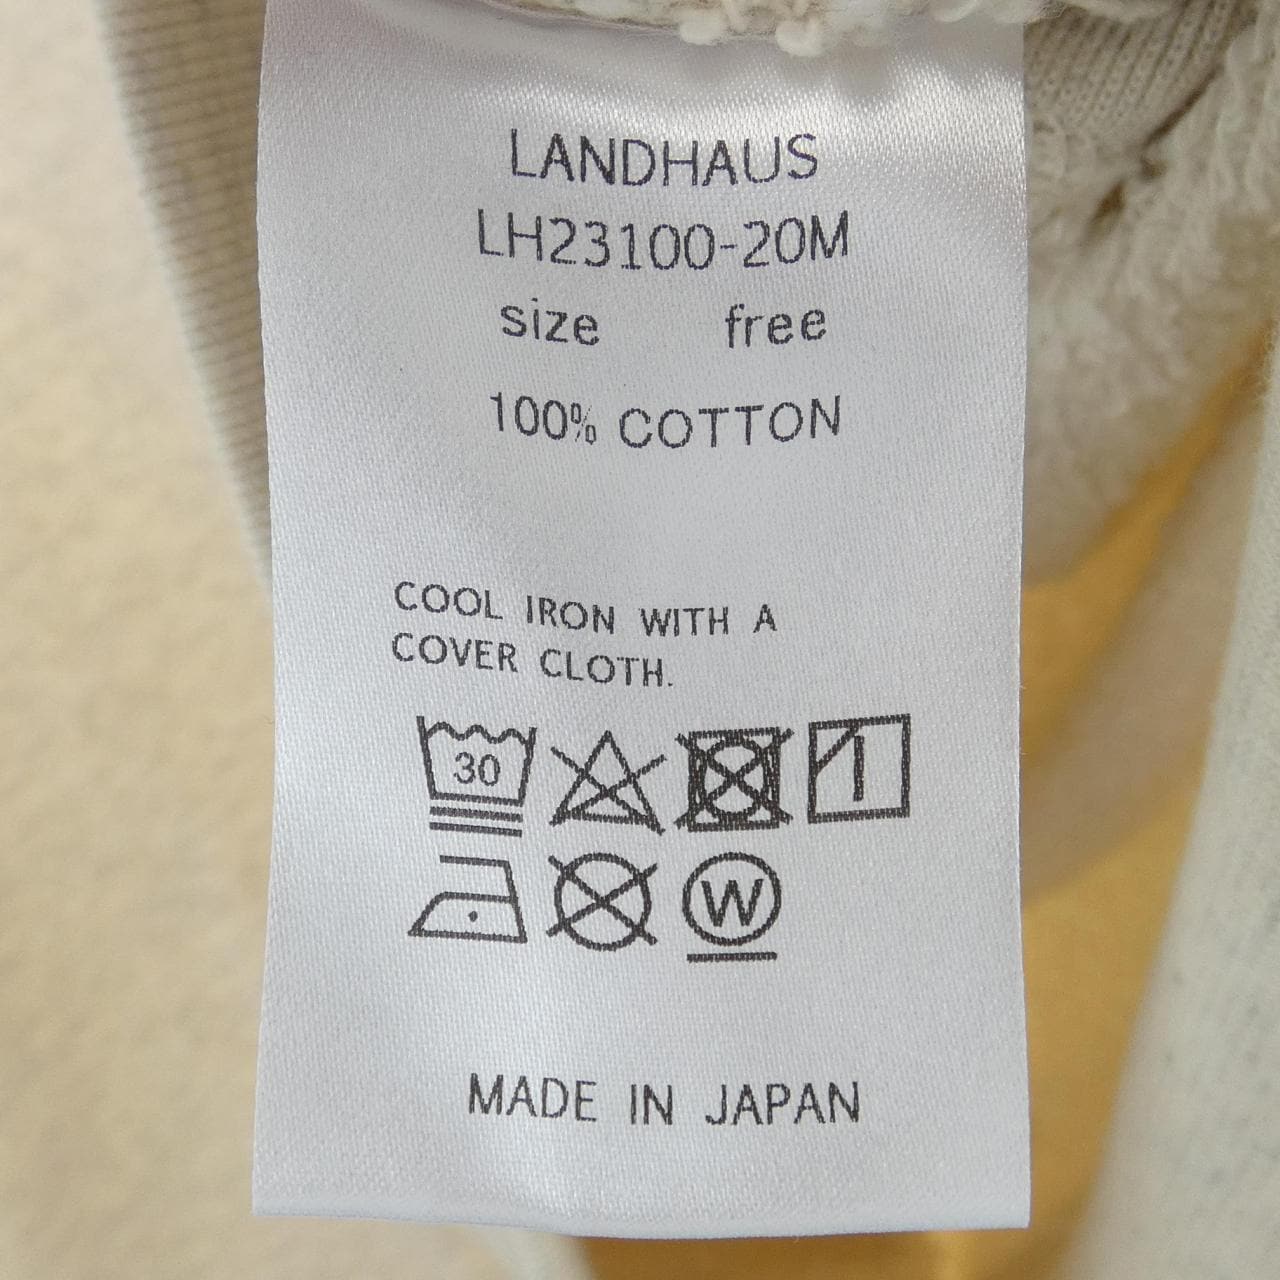 LANDHAUS
LH23100-20M
size free
100% COTTON
COOL IRON WITH A
COVER CLOTH.
30
W
MADE IN JAPAN